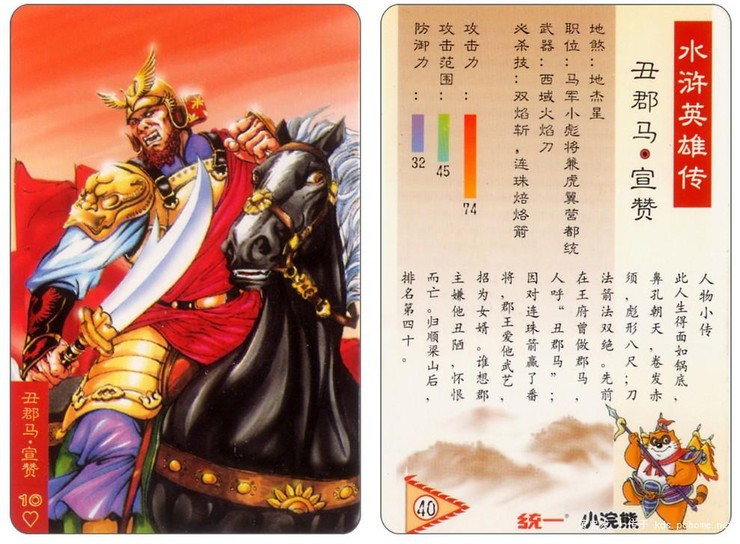 丑郡马·宣赞
10
水浒英雄传
丑郡马·宣赞
地煞：地杰星
职位：马军小彪将兼虎翼营都统
武器：西域火焰刀
必杀技：双焰斩，连珠焙烙箭
攻击力：74
攻击范围：45
防御力：32
人物小传
此人生得面如锅底，
鼻孔朝天，卷发赤
须，彪形八尺；刀
法箭法双绝。先前
在王府曾做郡马，
人呼“丑郡马”；
因对连珠箭赢了番
将，郡王爱他武艺，
招为女婿。谁想郡
主嫌他丑陋，怀恨
而亡。归顺梁山后，
排名第四十。
40
统一® 小浣熊
kds.pchome.net